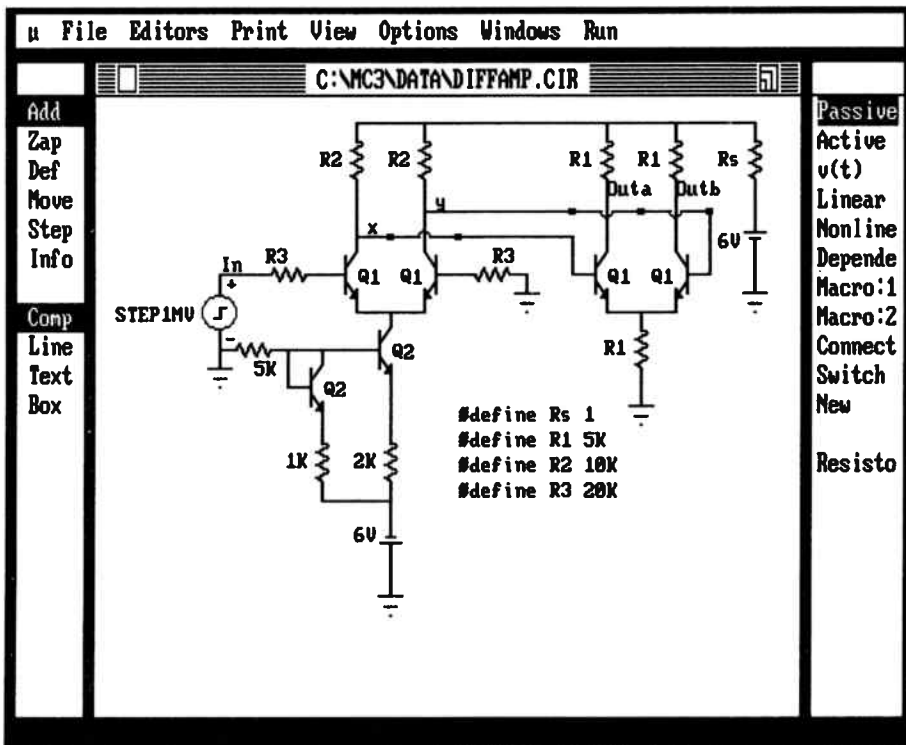 µ File Editors Print View Options Windows Run
C:\MC3\DATA\DIFFAMP.CIR
Add
Zap
Def
Move
Step
Info
Comp
Line
Text
Box
R2 R2 R1 R1 Rs
Outa Outb
y
x
6V
In R3 Q1 Q1 R3 Q1 Q1
+
STEP1MV
-
5K Q2 R1
Q2
1K 2K
6V
#define Rs 1
#define R1 5K
#define R2 10K
#define R3 20K
Passive
Active
v(t)
Linear
Nonline
Depende
Macro:1
Macro:2
Connect
Switch
New
Resisto